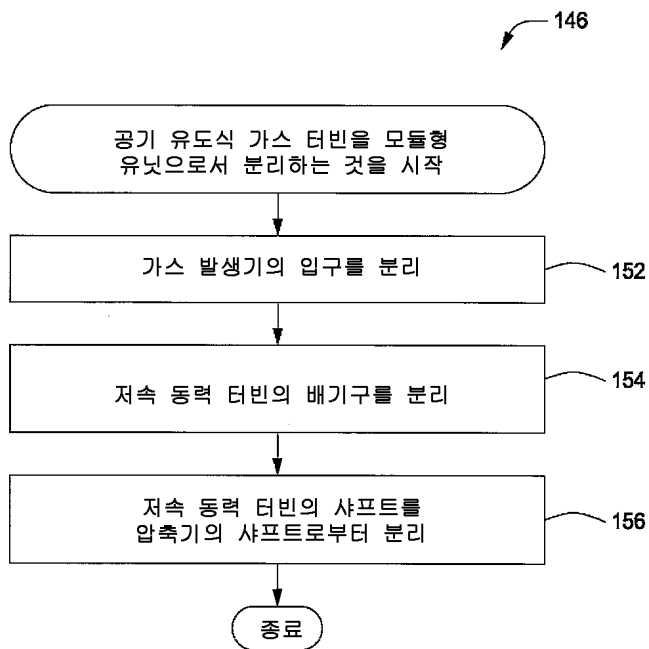 146
공기 유도식 가스 터빈을 모듈형
유닛으로서 분리하는 것을 시작
가스 발생기의 입구를 분리
152
저속 동력 터빈의 배기구를 분리
154
저속 동력 터빈의 샤프트를
압축기의 샤프트로부터 분리
156
종료